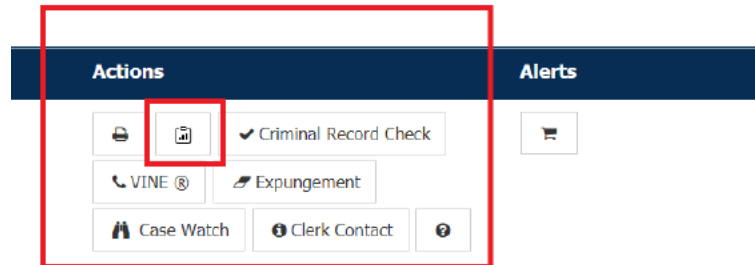 Actions Alerts
Criminal Record Check
VINE ® Expungement
Case Watch Clerk Contact